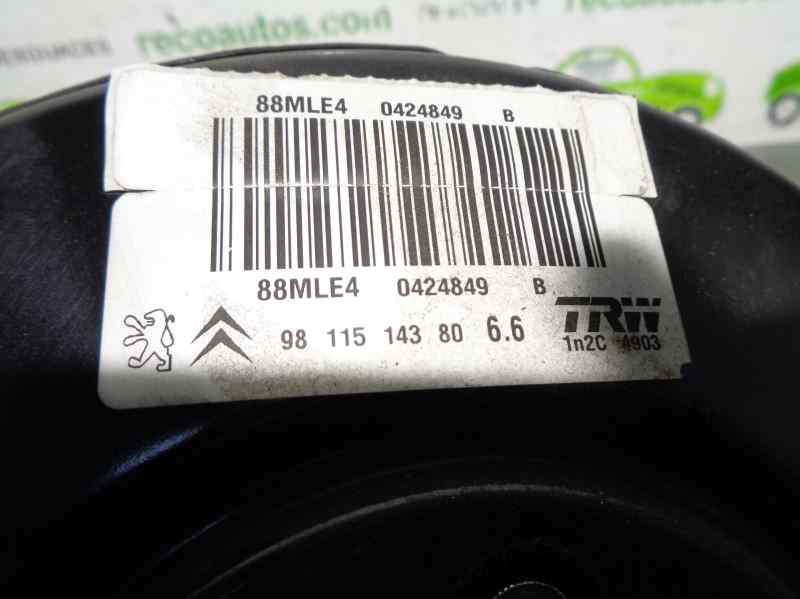 recoautos.com
88MLE4 0424849 B
88MLE4 0424849 B
98 115 143 80 6.6
TRW
1n2C 4903